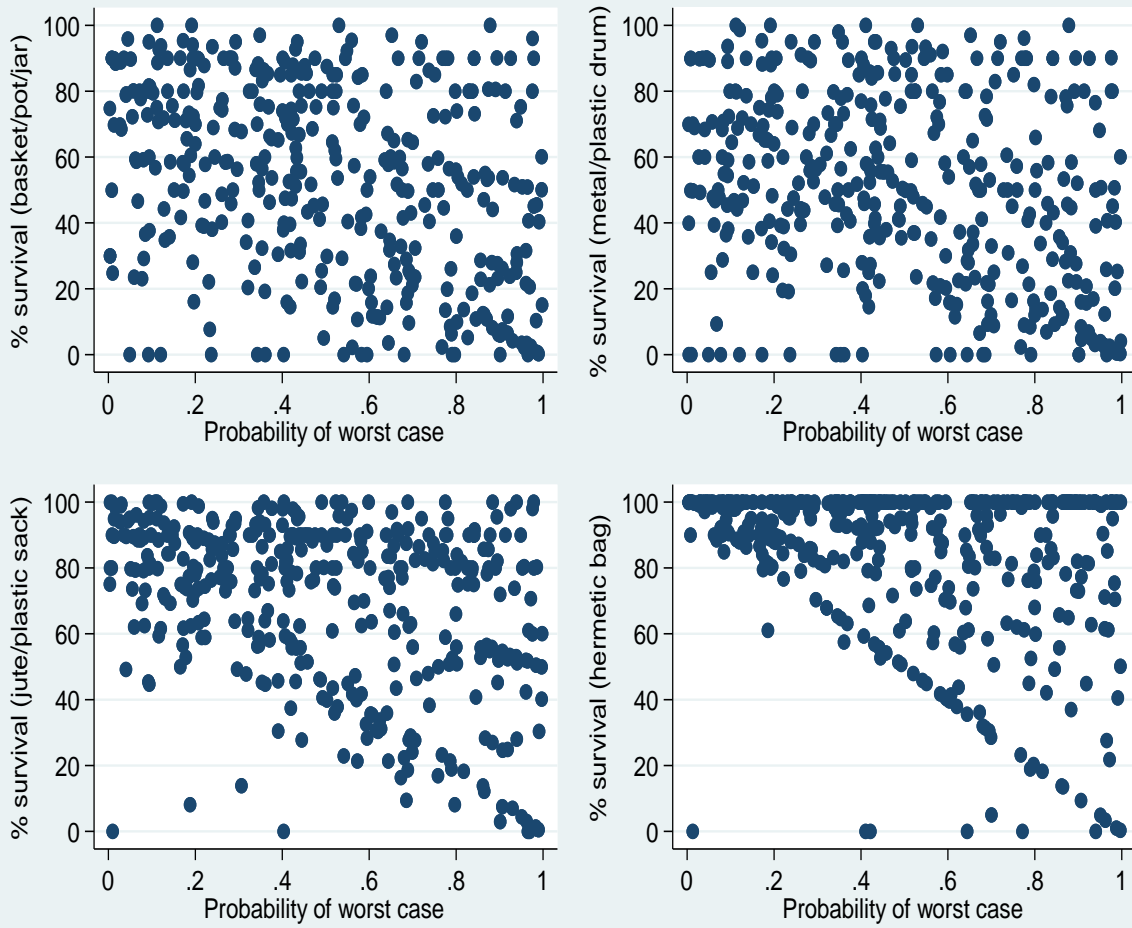 % survival (basket/pot/jar)
100
80
60
40
20
0
0 .2 .4 .6 .8 1
Probability of worst case
% survival (metal/plastic drum)
100
80
60
40
20
0
0 .2 .4 .6 .8 1
Probability of worst case
% survival (jute/plastic sack)
100
80
60
40
20
0
0 .2 .4 .6 .8 1
Probability of worst case
% survival (hermetic bag)
100
80
60
40
20
0
0 .2 .4 .6 .8 1
Probability of worst case